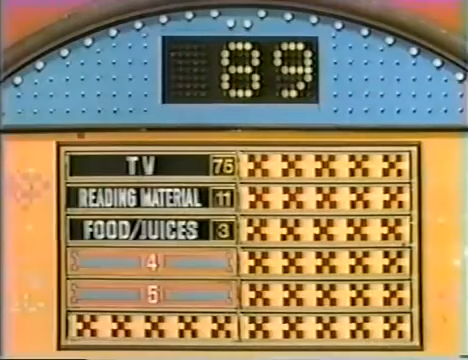 89
TV 75
READING MATERIAL 11
FOOD/JUICES 3
4
5